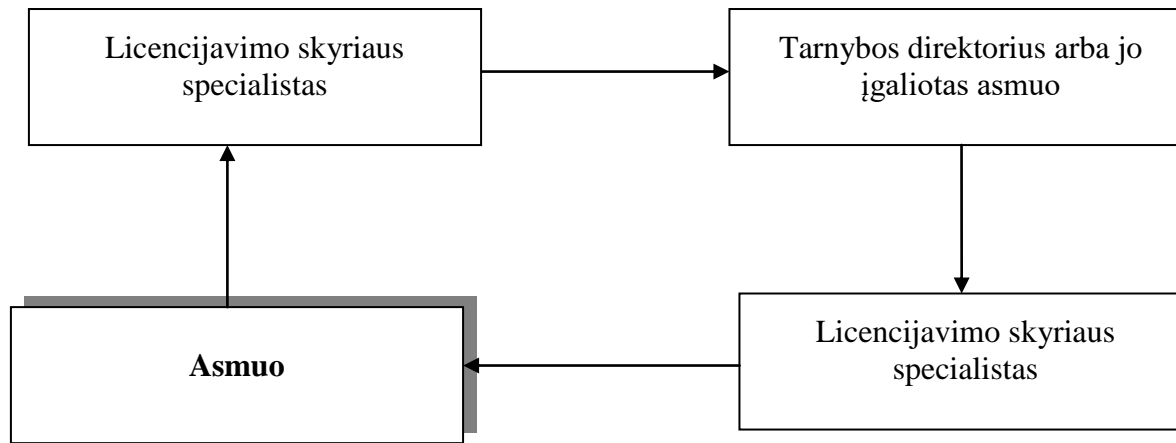 Licencijavimo skyriaus
specialistas
Tarnybos direktorius arba jo
įgaliotas asmuo
Asmuo
Licencijavimo skyriaus
specialistas